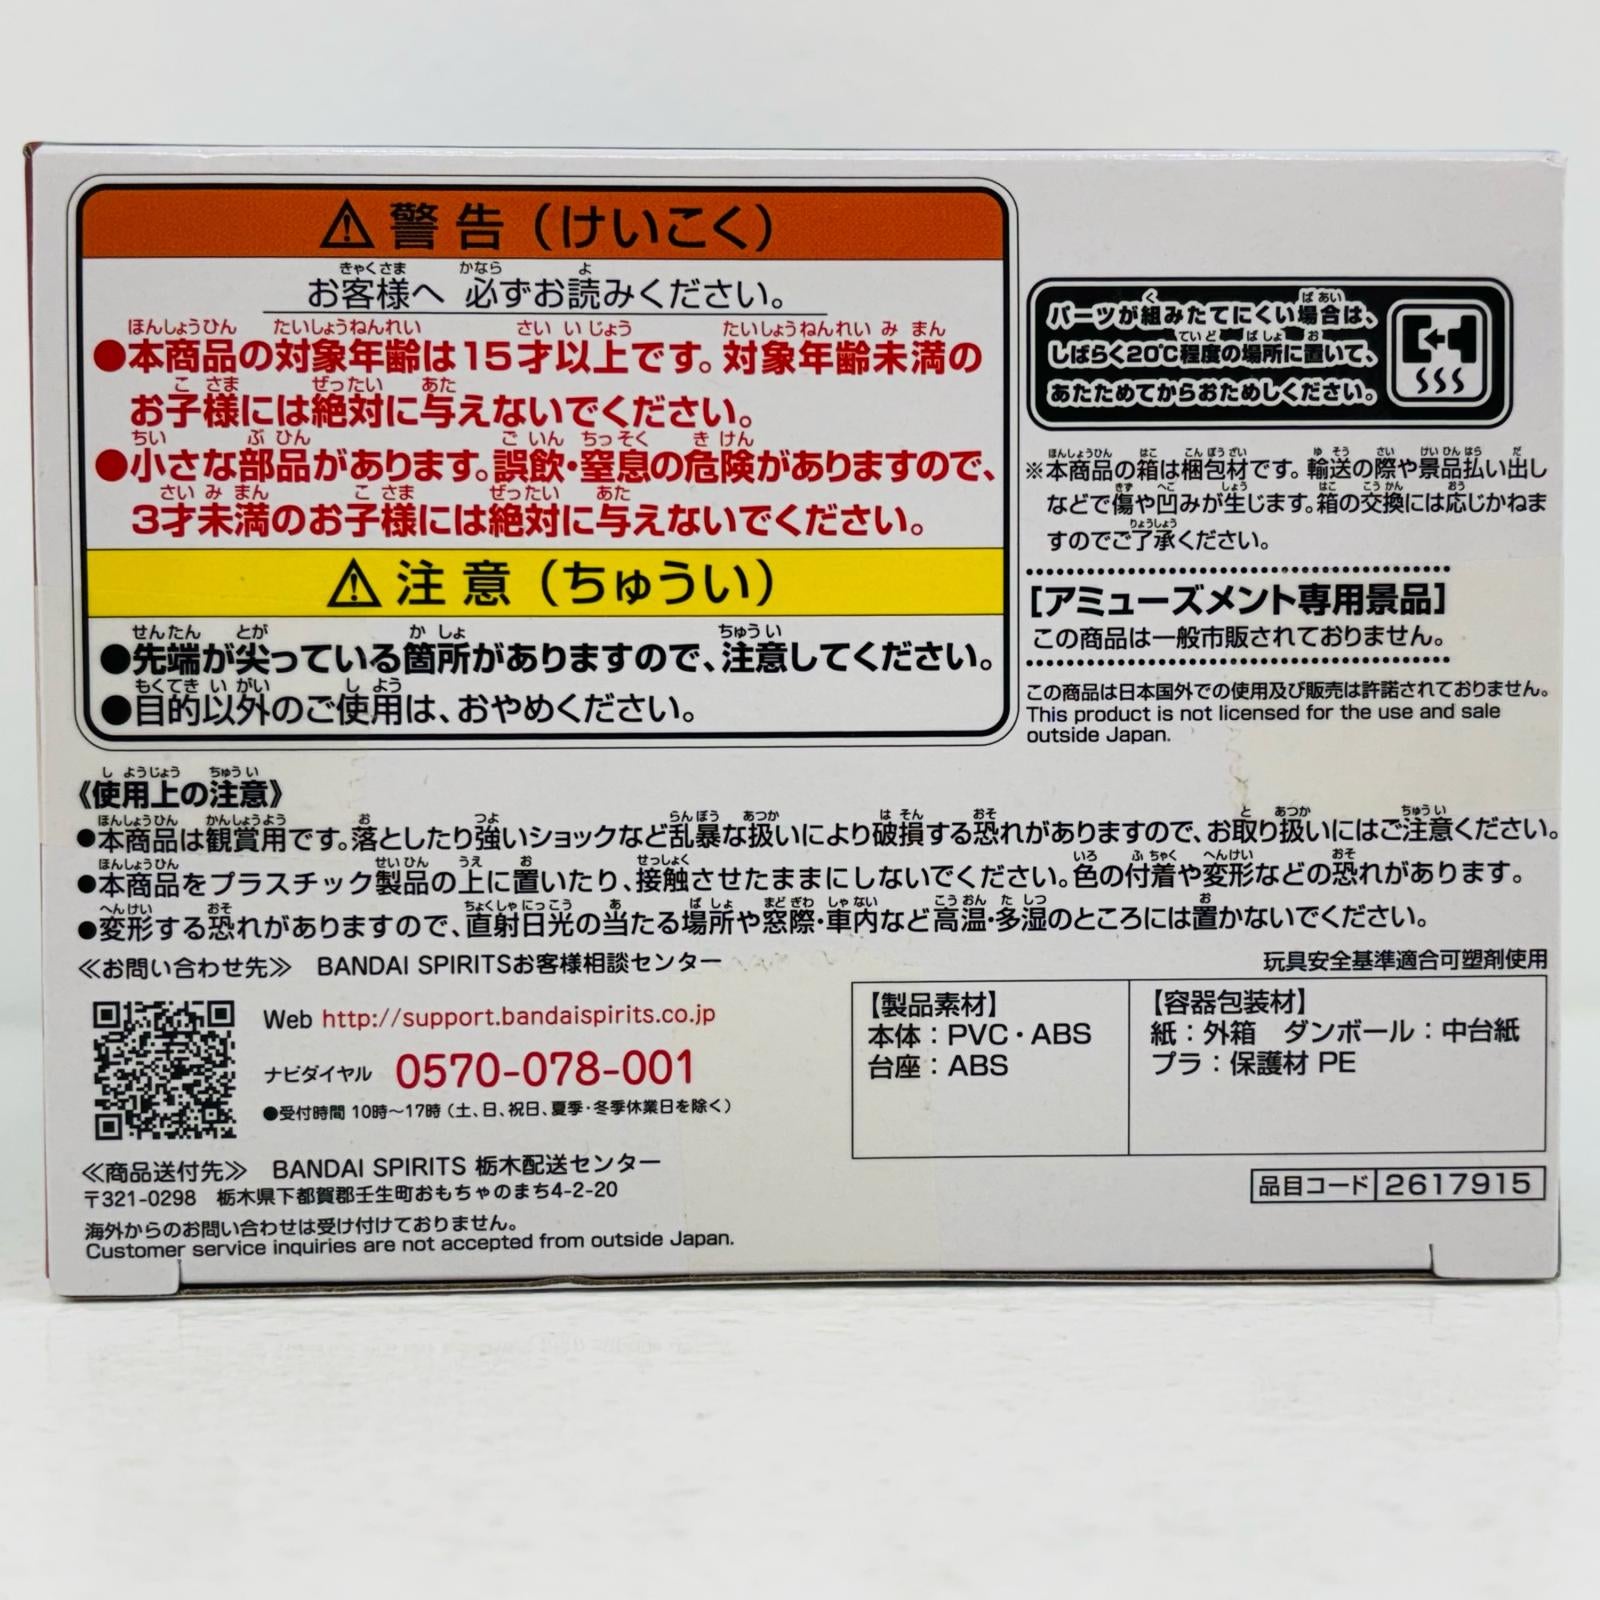 ⚠警告（けいこく）
お客様へ 必ずお読みください。
●本商品の対象年齢は15才以上です。対象年齢未満の
お子様には絶対に与えないでください。
●小さな部品があります。誤飲・窒息の危険がありますので、
3才未満のお子様には絶対に与えないでください。
⚠注意（ちゅうい）
●先端が尖っている箇所がありますので、注意してください。
●目的以外のご使用は、おやめください。
パーツが組みたてにくい場合は、
しばらく20℃程度の場所に置いて、
あたためてからおためしください。
※本商品の箱は梱包材です。輸送の際や景品払い出し
などで傷や凹みが生じます。箱の交換には応じかねま
すのでご了承ください。
[アミューズメント専用景品]
この商品は一般市販されておりません。
この商品は日本国外での使用及び販売は許諾されておりません。
This product is not licensed for the use and sale
outside Japan.
《使用上の注意》
●本商品は観賞用です。落としたり強いショックなど乱暴な扱いにより破損する恐れがありますので、お取り扱いにはご注意ください。
●本商品をプラスチック製品の上に置いたり、接触させたままにしないでください。色の付着や変形などの恐れがあります。
●変形する恐れがありますので、直射日光の当たる場所や窓際・車内など高温・多湿のところには置かないでください。
≪お問い合わせ先≫ BANDAI SPIRITSお客様相談センター
玩具安全基準適合可塑剤使用
Web http://support.bandaispirits.co.jp
ナビダイヤル 0570-078-001
●受付時間 10時～17時（土、日、祝日、夏季・冬季休業日を除く）
【製品素材】
本体：PVC・ABS
台座：ABS
【容器包装材】
紙：外箱 ダンボール：中台紙
プラ：保護材 PE
≪商品送付先≫ BANDAI SPIRITS 栃木配送センター
〒321-0298 栃木県下都賀郡壬生町おもちゃのまち4-2-20
品目コード 2617915
海外からのお問い合わせは受け付けておりません。
Customer service inquiries are not accepted from outside Japan.